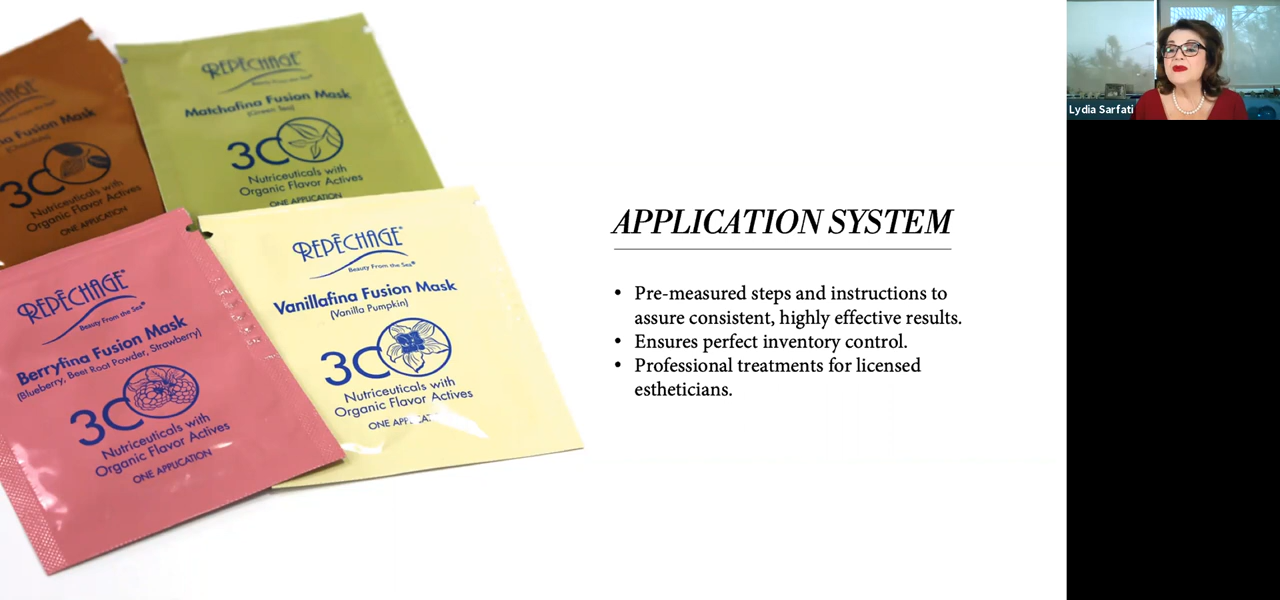 CHAGE
na Fusion Mask
3C
Nutriceuticals with
Organic Flavor Actives
ONE APPLICATION
REPÊCHAGE®
Matchafina Fusion Mask
(Green Tea)
3C
Nutriceuticals with
Organic Flavor Actives
ONE APPLICATION
REPÊCHAGE®
Beauty From the Sea®
Berryfina Fusion Mask
(Blueberry, Beet Root Powder, Strawberry)
3C
Nutriceuticals with
Organic Flavor Actives
ONE APPLICATION
REPÊCHAGE®
Beauty From the Sea®
Vanillafina Fusion Mask
(Vanilla Pumpkin)
3C
Nutriceuticals with
Organic Flavor Actives
ONE
APPLICATION SYSTEM
• Pre-measured steps and instructions to
assure consistent, highly effective results.
• Ensures perfect inventory control.
• Professional treatments for licensed
estheticians.
Lydia Sarfati